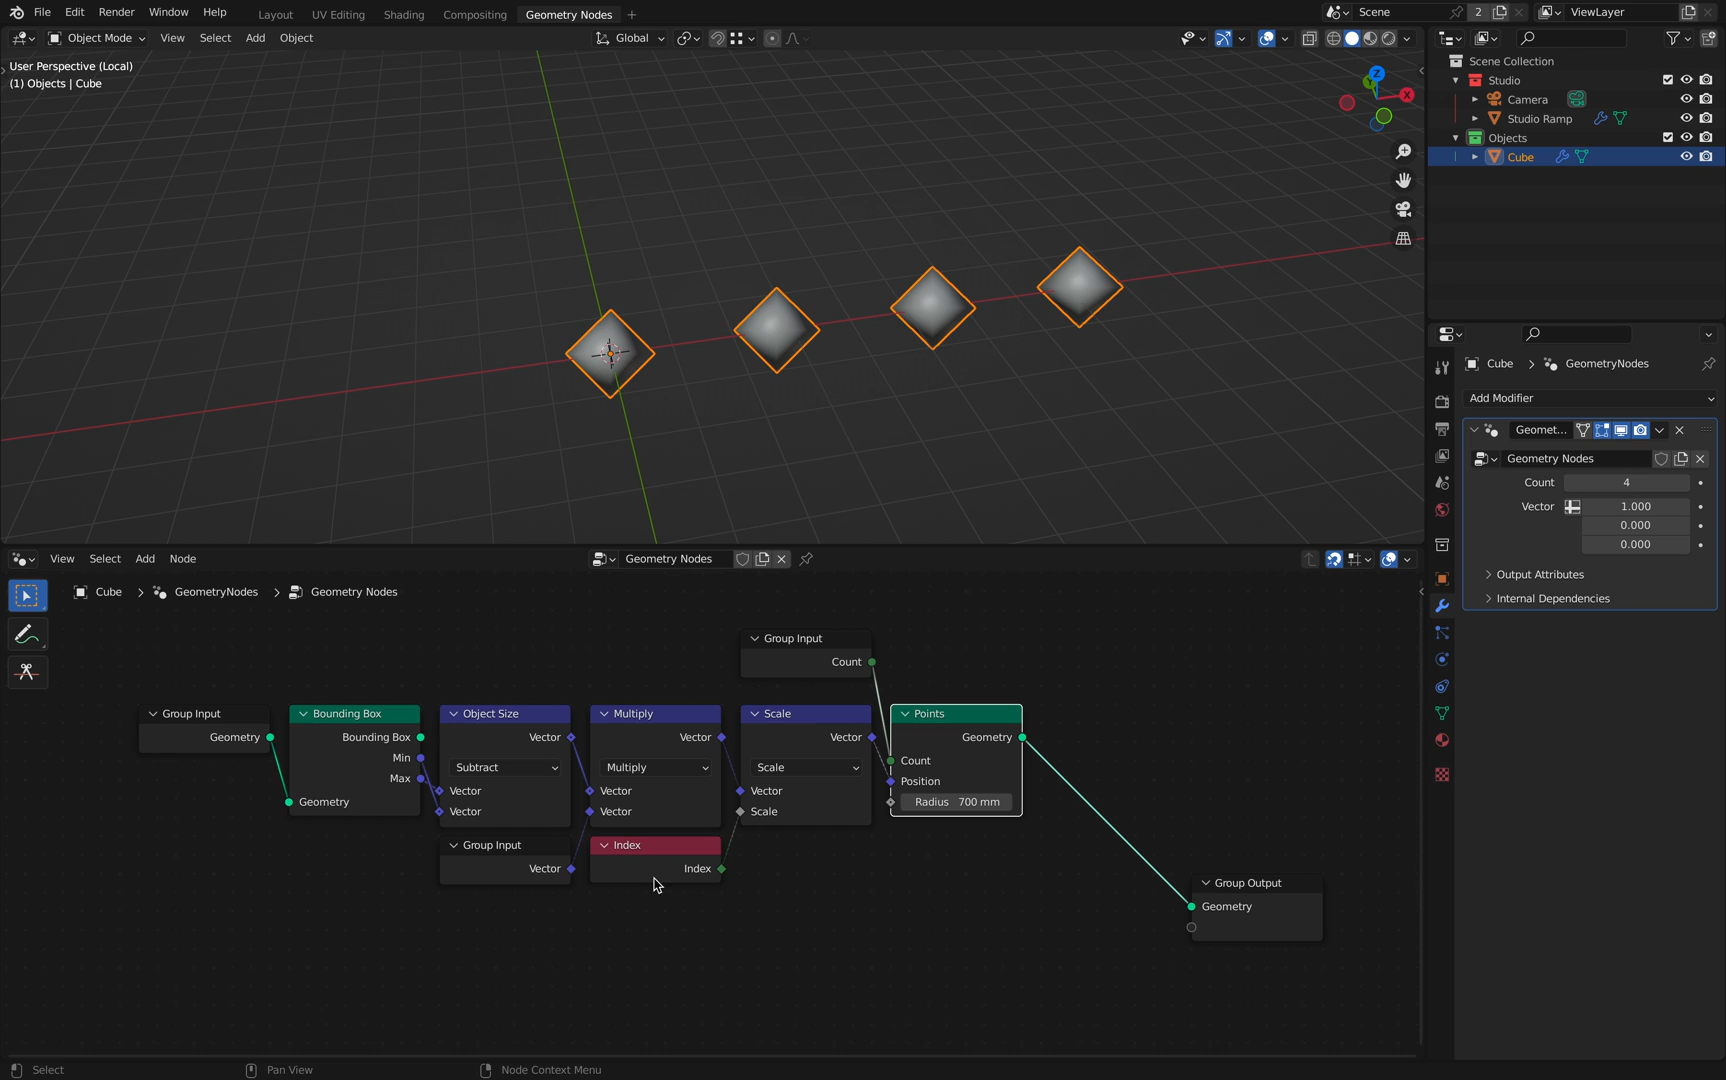 File Edit Render Window Help Layout UV Editing Shading Compositing Geometry Nodes + Scene 2 ViewLayer
Object Mode View Select Add Object Global
User Perspective (Local)
(1) Objects | Cube
Z
Y
X
Scene Collection
Studio
Camera
Studio Ramp
Objects
Cube
Cube > GeometryNodes
Add Modifier
Geomet...
Geometry Nodes
Count 4
Vector 1.000
0.000
0.000
Output Attributes
Internal Dependencies
View Select Add Node Geometry Nodes
Cube > GeometryNodes > Geometry Nodes
Group Input
Count
Group Input
Geometry
Bounding Box
Bounding Box
Min
Max
Geometry
Object Size
Vector
Subtract
Vector
Vector
Group Input
Vector
Multiply
Vector
Multiply
Vector
Vector
Index
Index
Scale
Vector
Scale
Vector
Scale
Points
Geometry
Count
Position
Radius 700 mm
Group Output
Geometry
Select Pan View Node Context Menu